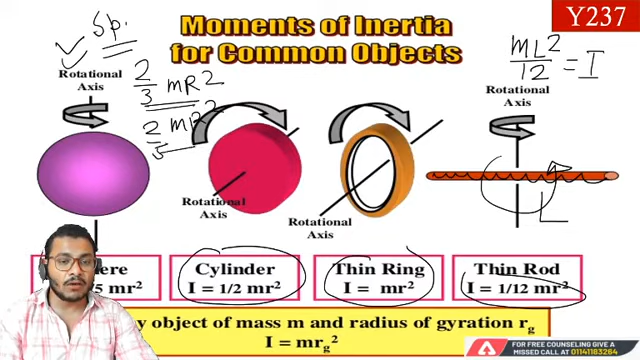 Moments of Inertia
for Common Objects
Y237
Sp.
2/3 mR²
2/5 mR²
mL²/12 = I
Rotational
Axis
Rotational
Axis
Rotational
Axis
Rotational
Axis
L
Cylinder
I = 1/2 mr²
Thin Ring
I = mr²
Thin Rod
I = 1/12 mr²
object of mass m and radius of gyration rg
I = mrg²
FOR FREE COUNSELING GIVE A
MISSED CALL AT 01141183264